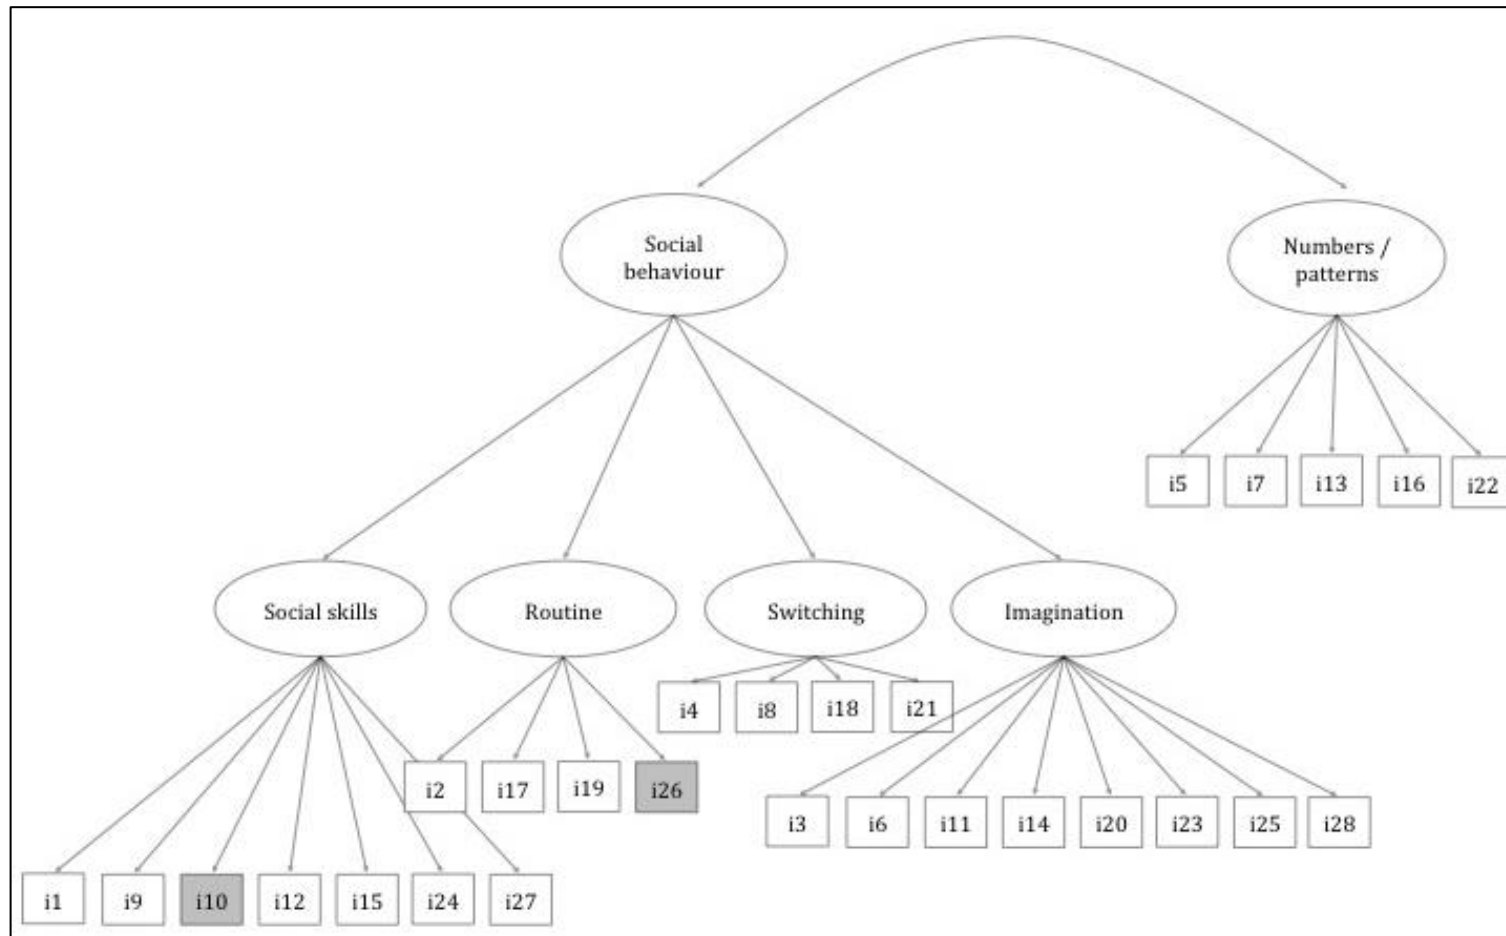 Social
behaviour
Numbers /
patterns
i5
i7
i13
i16
i22
Social skills
Routine
Switching
Imagination
i4
i8
i18
i21
i2
i17
i19
i26
i3
i6
i11
i14
i20
i23
i25
i28
i1
i9
i10
i12
i15
i24
i27